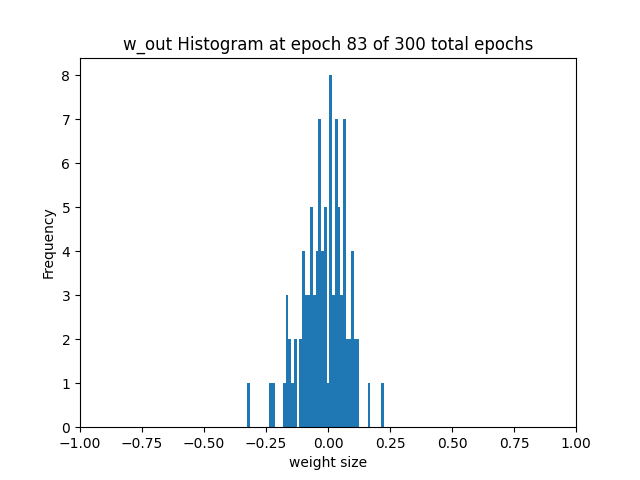 w_out Histogram at epoch 83 of 300 total epochs
8
7
6
5
4
3
2
1
0
Frequency
−1.00 −0.75 −0.50 −0.25 0.00 0.25 0.50 0.75 1.00
weight size